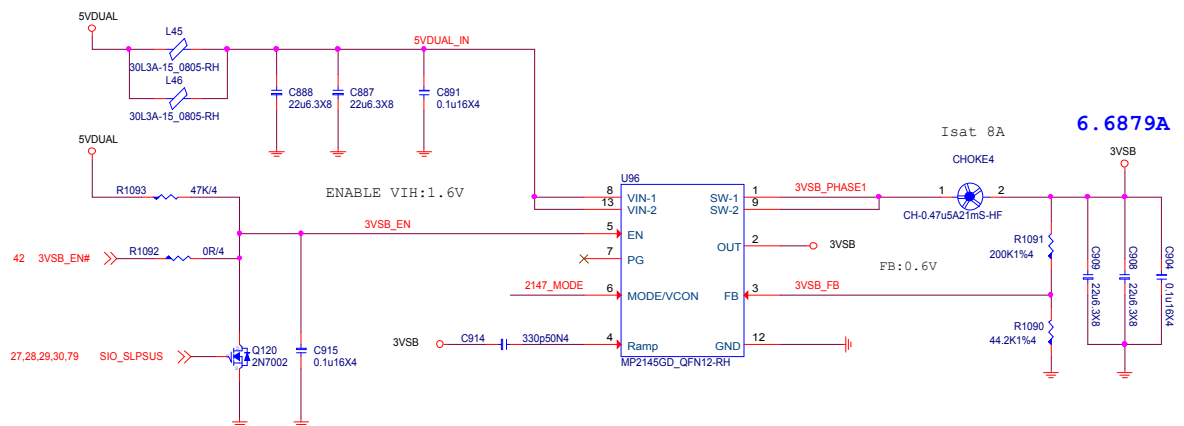 5VDUAL
L45
30L3A-15_0805-RH
L46
30L3A-15_0805-RH
5VDUAL_IN
C888
22u6.3X8
C887
22u6.3X8
C891
0.1u16X4
5VDUAL
R1093 47K/4
ENABLE VIH:1.6V
3VSB_EN
42 3VSB_EN# R1092 0R/4
27,28,29,30,79 SIO_SLPSUS
Q120
2N7002
C915
0.1u16X4
2147_MODE
3VSB C914 330p50N4
U96
8 VIN-1 SW-1 1
13 VIN-2 SW-2 9
5 EN
OUT 2 3VSB
7 PG
6 MODE/VCON FB 3
4 Ramp GND 12
MP2145GD_QFN12-RH
3VSB_PHASE1
Isat 8A
CHOKE4
1 2
CH-0.47u5A21mS-HF
6.6879A
3VSB
FB:0.6V
3VSB_FB
R1091
200K1%4
R1090
44.2K1%4
C909
22u6.3X8
C908
22u6.3X8
C904
0.1u16X4